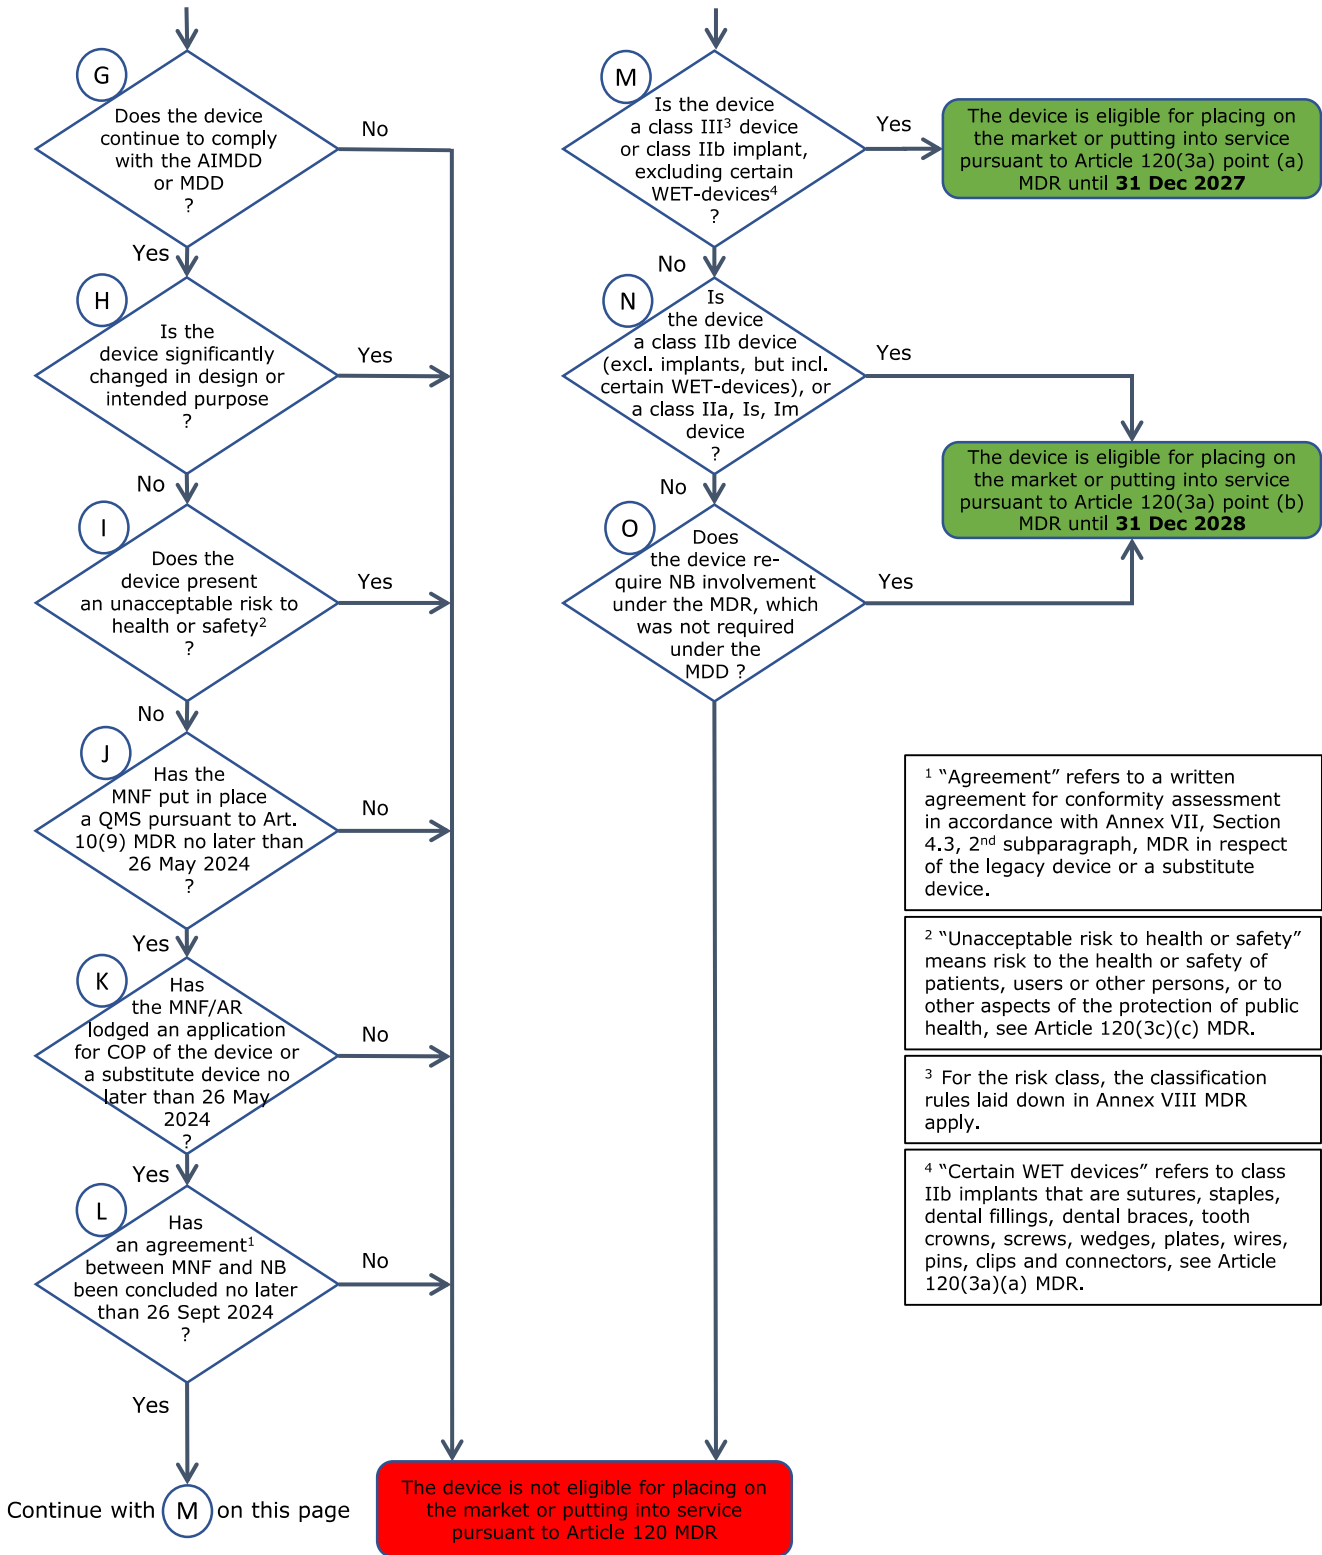 G
Does the device
continue to comply
with the AIMDD
or MDD
?
No
Yes
H
Is the
device significantly
changed in design or
intended purpose
?
Yes
No
I
Does the
device present
an unacceptable risk to
health or safety²
?
Yes
No
J
Has the
MNF put in place
a QMS pursuant to Art.
10(9) MDR no later than
26 May 2024
?
No
Yes
K
Has
the MNF/AR
lodged an application
for COP of the device or
a substitute device no
later than 26 May
2024
?
No
Yes
L
Has
an agreement¹
between MNF and NB
been concluded no later
than 26 Sept 2024
?
No
Yes
Continue with M on this page
M
Is the device
a class III³ device
or class IIb implant,
excluding certain
WET-devices⁴
?
Yes
The device is eligible for placing on
the market or putting into service
pursuant to Article 120(3a) point (a)
MDR until 31 Dec 2027
No
N
Is
the device
a class IIb device
(excl. implants, but incl.
certain WET-devices), or
a class IIa, Is, Im
device
?
Yes
The device is eligible for placing on
the market or putting into service
pursuant to Article 120(3a) point (b)
MDR until 31 Dec 2028
No
O
Does
the device re-
quire NB involvement
under the MDR, which
was not required
under the
MDD ?
Yes
The device is not eligible for placing on
the market or putting into service
pursuant to Article 120 MDR
¹ “Agreement” refers to a written
agreement for conformity assessment
in accordance with Annex VII, Section
4.3, 2nd subparagraph, MDR in respect
of the legacy device or a substitute
device.
² “Unacceptable risk to health or safety”
means risk to the health or safety of
patients, users or other persons, or to
other aspects of the protection of public
health, see Article 120(3c)(c) MDR.
³ For the risk class, the classification
rules laid down in Annex VIII MDR
apply.
⁴ “Certain WET devices” refers to class
IIb implants that are sutures, staples,
dental fillings, dental braces, tooth
crowns, screws, wedges, plates, wires,
pins, clips and connectors, see Article
120(3a)(a) MDR.